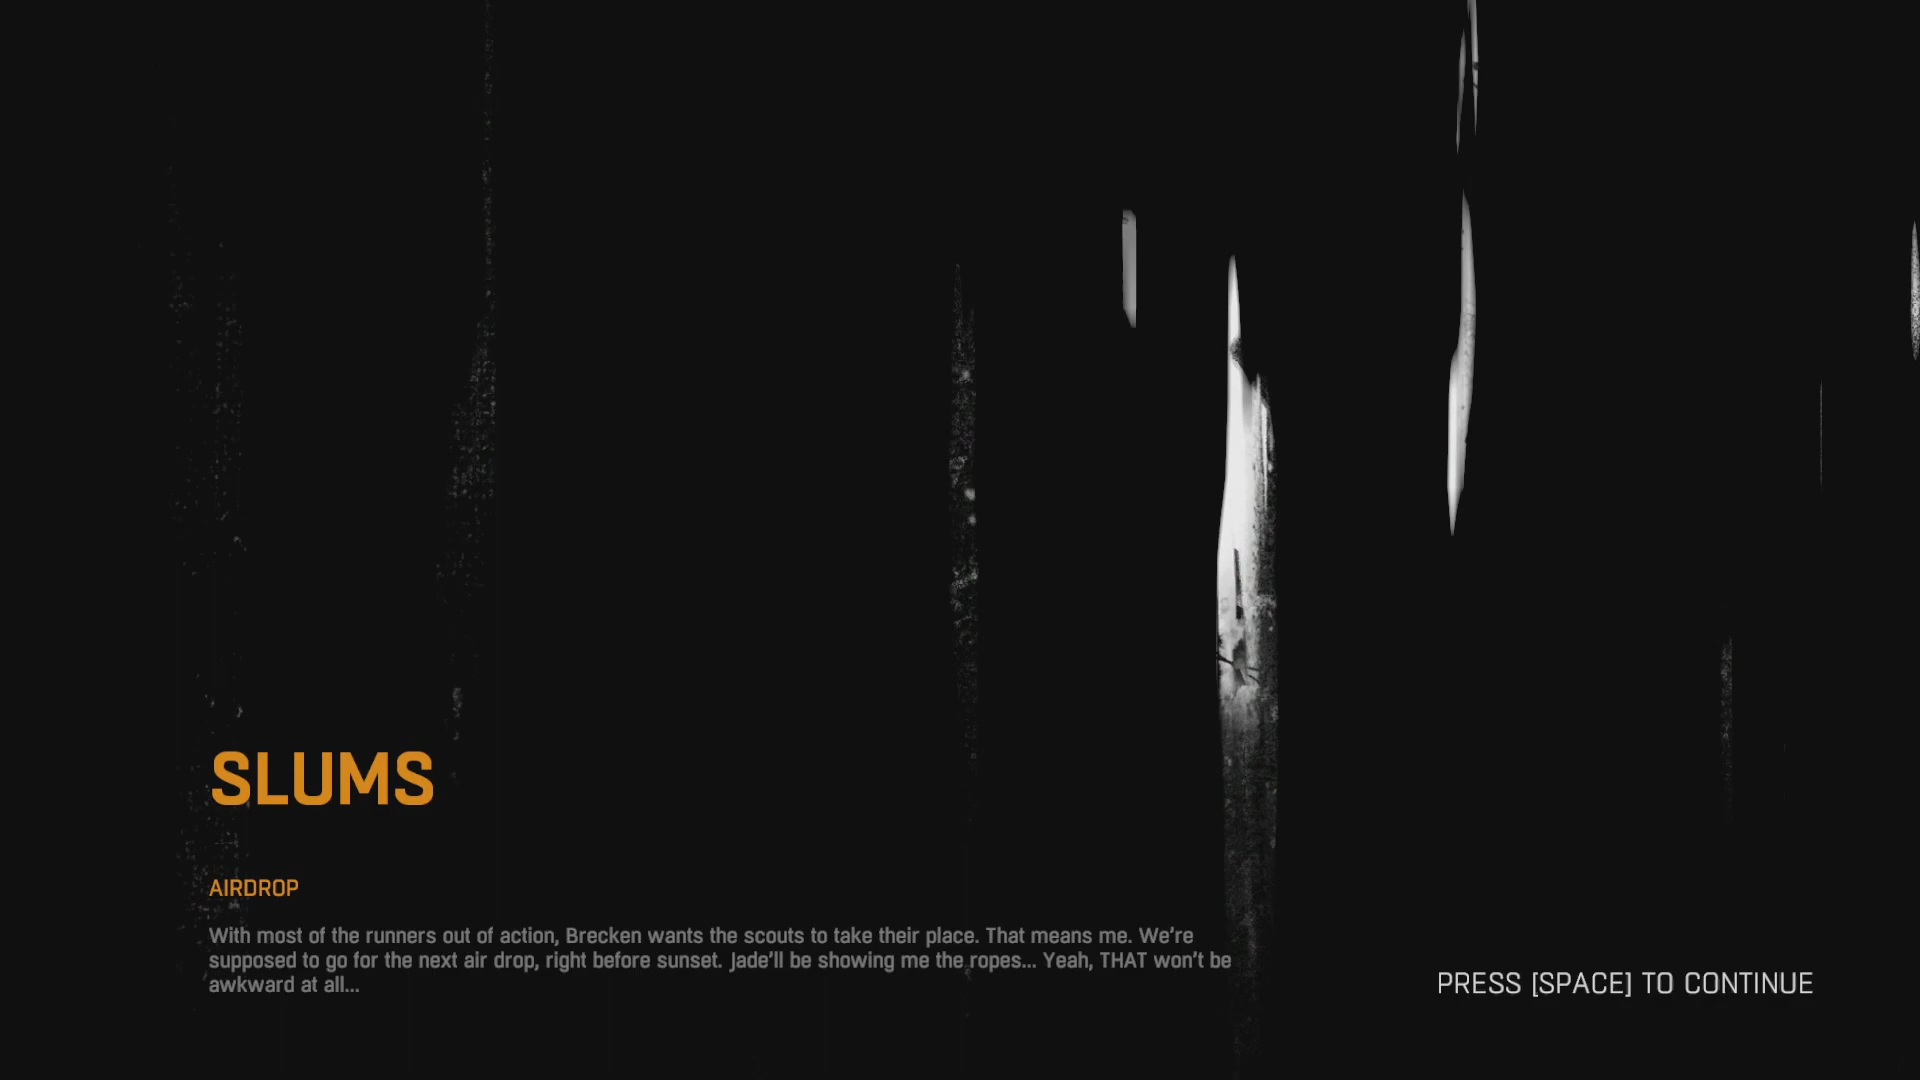 SLUMS
AIRDROP
With most of the runners out of action, Brecken wants the scouts to take their place. That means me. We're
supposed to go for the next air drop, right before sunset. Jade'll be showing me the ropes... Yeah, THAT won't be
awkward at all...
PRESS [SPACE] TO CONTINUE